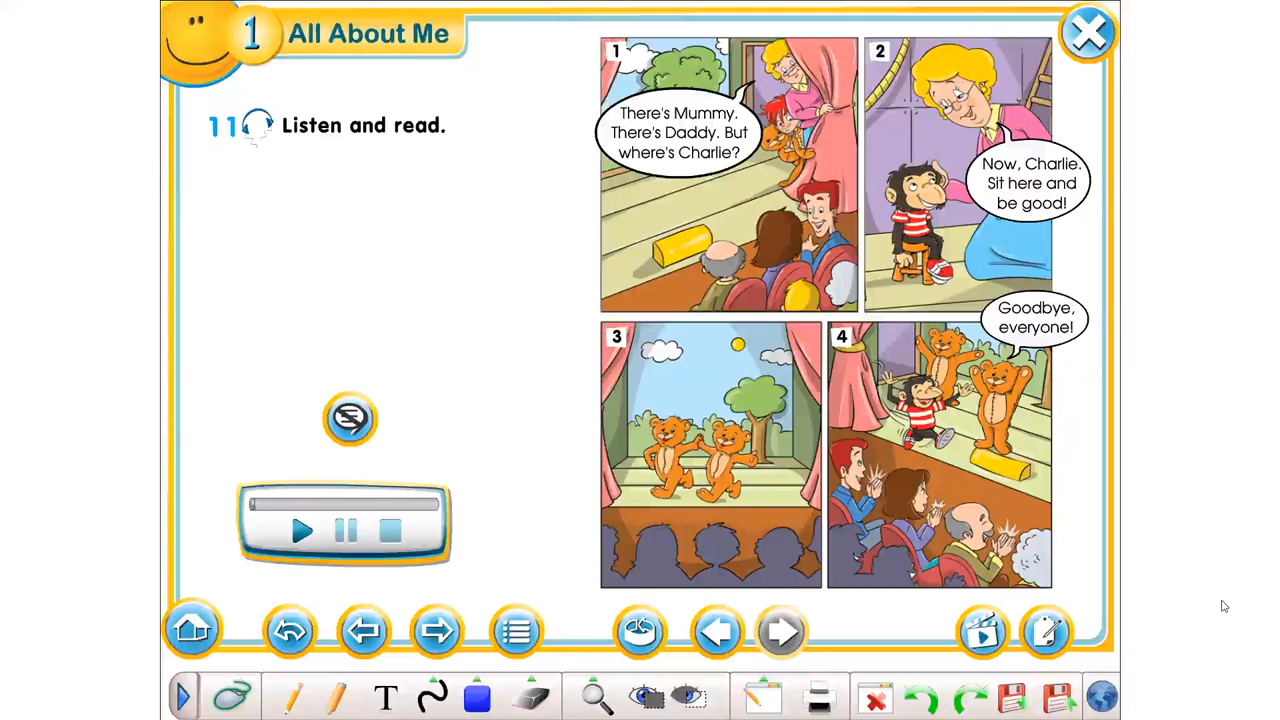 1 All About Me
11 Listen and read.
1
There's Mummy.
There's Daddy. But
where's Charlie?
2
Now, Charlie.
Sit here and
be good!
3
4
Goodbye,
everyone!
T